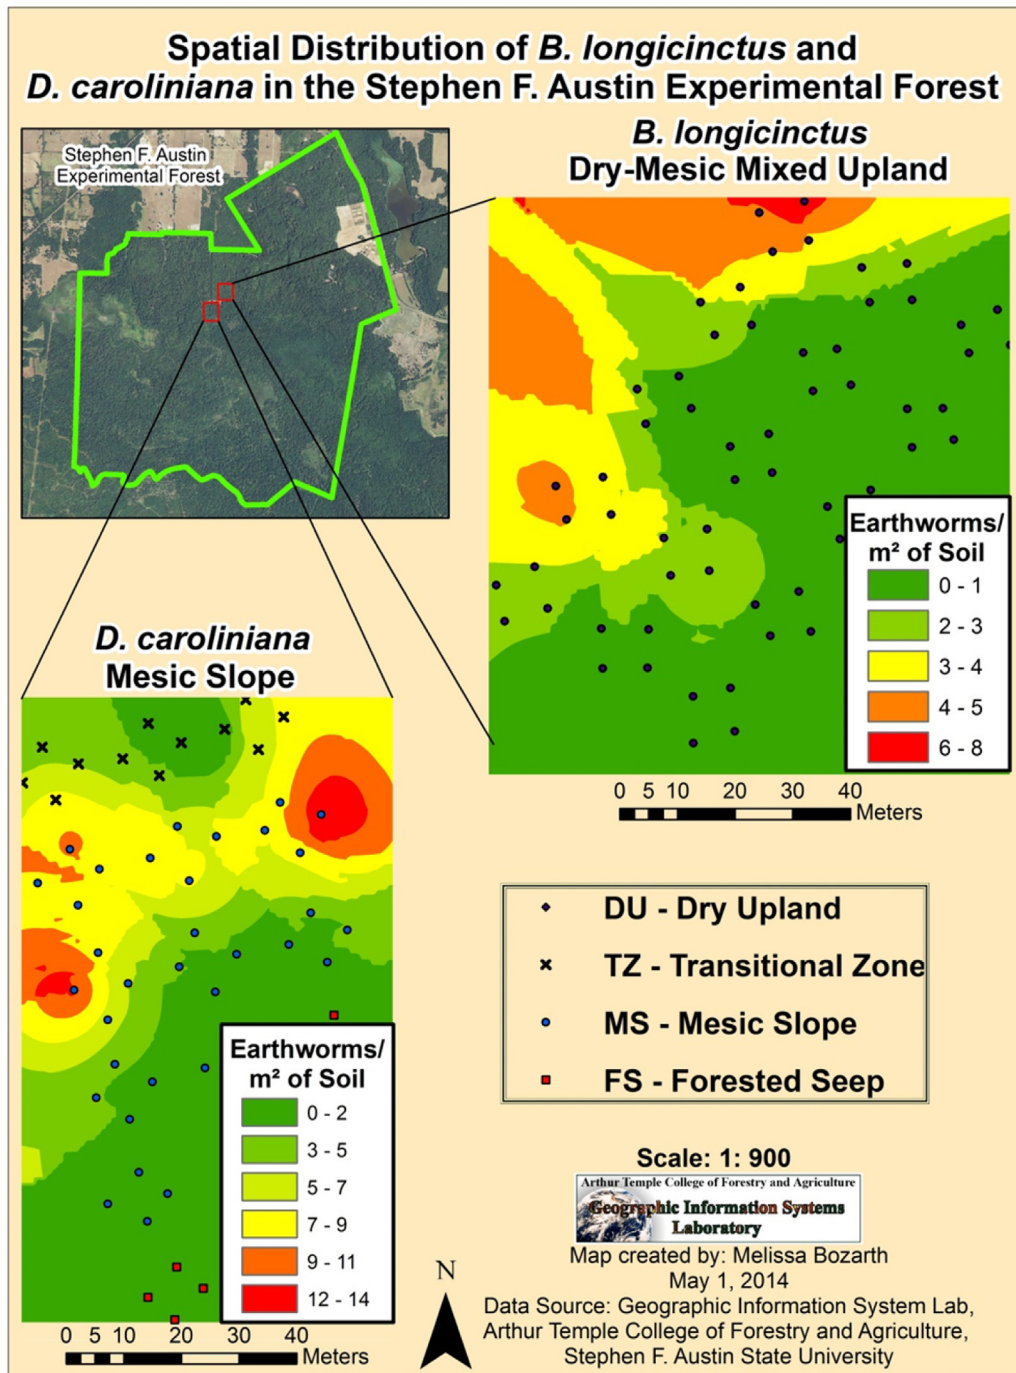 Spatial Distribution of B. longicinctus and
D. caroliniana in the Stephen F. Austin Experimental Forest
Stephen F. Austin
Experimental Forest
B. longicinctus
Dry-Mesic Mixed Upland
Earthworms/
m² of Soil
0 - 1
2 - 3
3 - 4
4 - 5
6 - 8
0 5 10 20 30 40
Meters
D. caroliniana
Mesic Slope
Earthworms/
m² of Soil
0 - 2
3 - 5
5 - 7
7 - 9
9 - 11
12 - 14
0 5 10 20 30 40
Meters
DU - Dry Upland
TZ - Transitional Zone
MS - Mesic Slope
FS - Forested Seep
Scale: 1: 900
Arthur Temple College of Forestry and Agriculture
Geographic Information Systems
Laboratory
N
Map created by: Melissa Bozarth
May 1, 2014
Data Source: Geographic Information System Lab,
Arthur Temple College of Forestry and Agriculture,
Stephen F. Austin State University